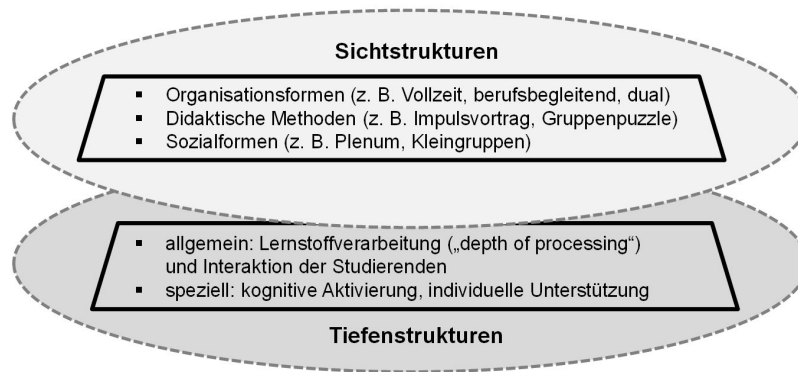 Sichtstrukturen
▪ Organisationsformen (z. B. Vollzeit, berufsbegleitend, dual)
▪ Didaktische Methoden (z. B. Impulsvortrag, Gruppenpuzzle)
▪ Sozialformen (z. B. Plenum, Kleingruppen)
▪ allgemein: Lernstoffverarbeitung („depth of processing“)
und Interaktion der Studierenden
▪ speziell: kognitive Aktivierung, individuelle Unterstützung
Tiefenstrukturen